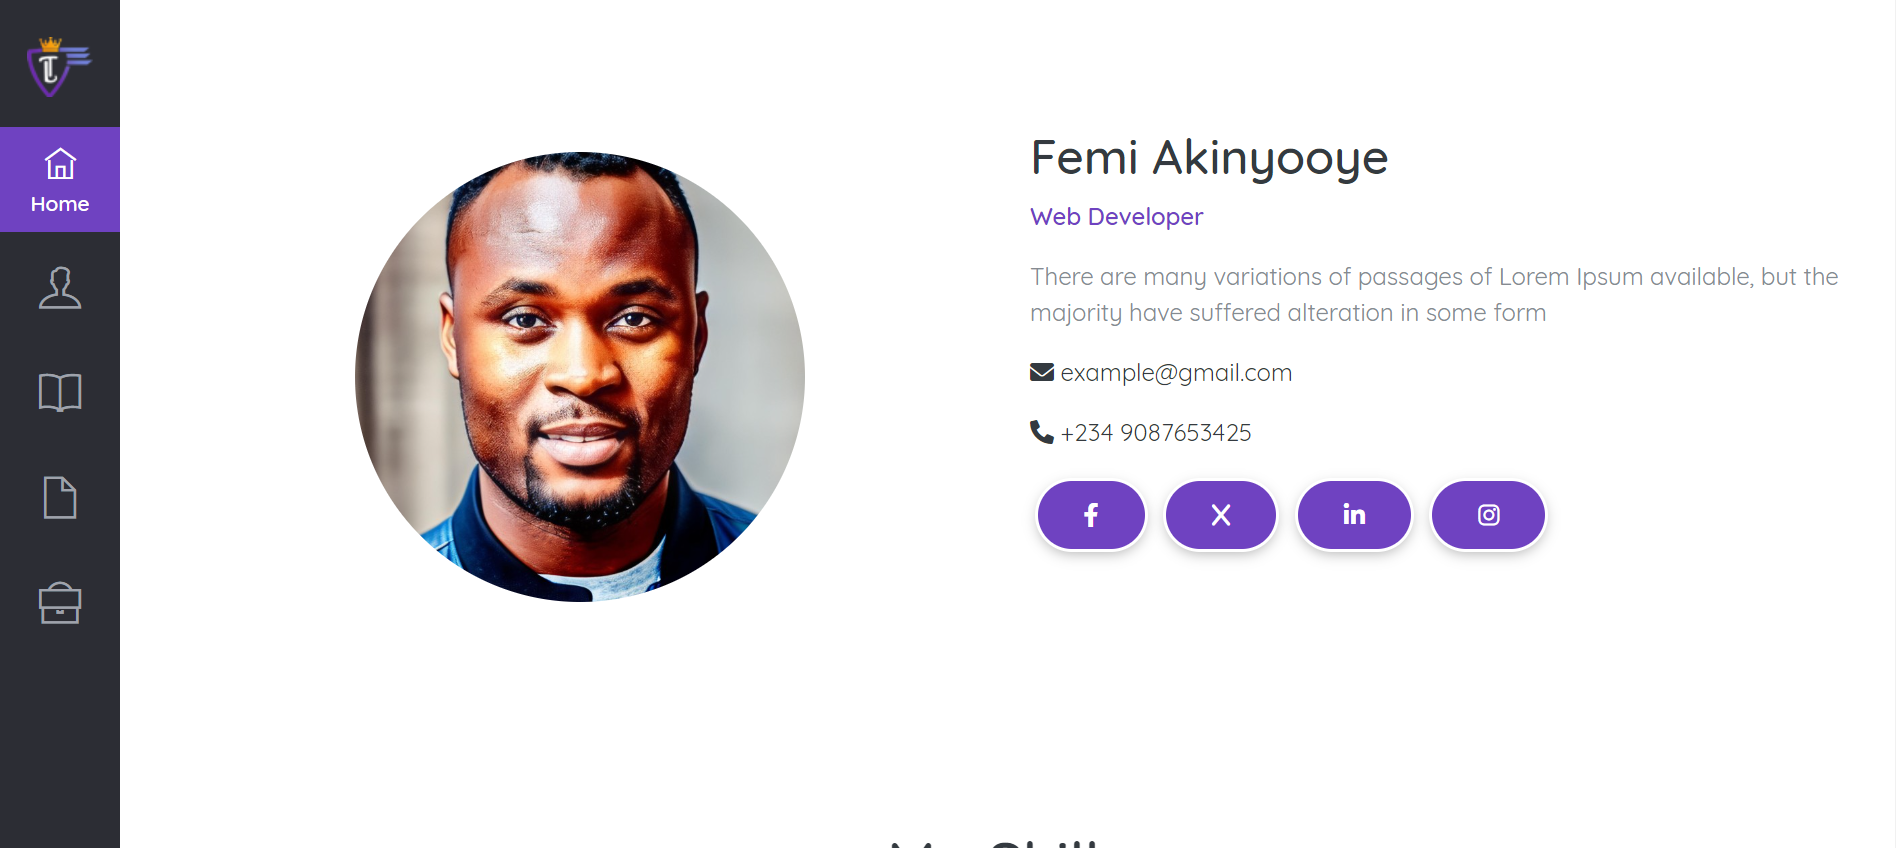 Home
Femi Akinyooye
Web Developer
There are many variations of passages of Lorem Ipsum available, but the
majority have suffered alteration in some form
example@gmail.com
+234 9087653425